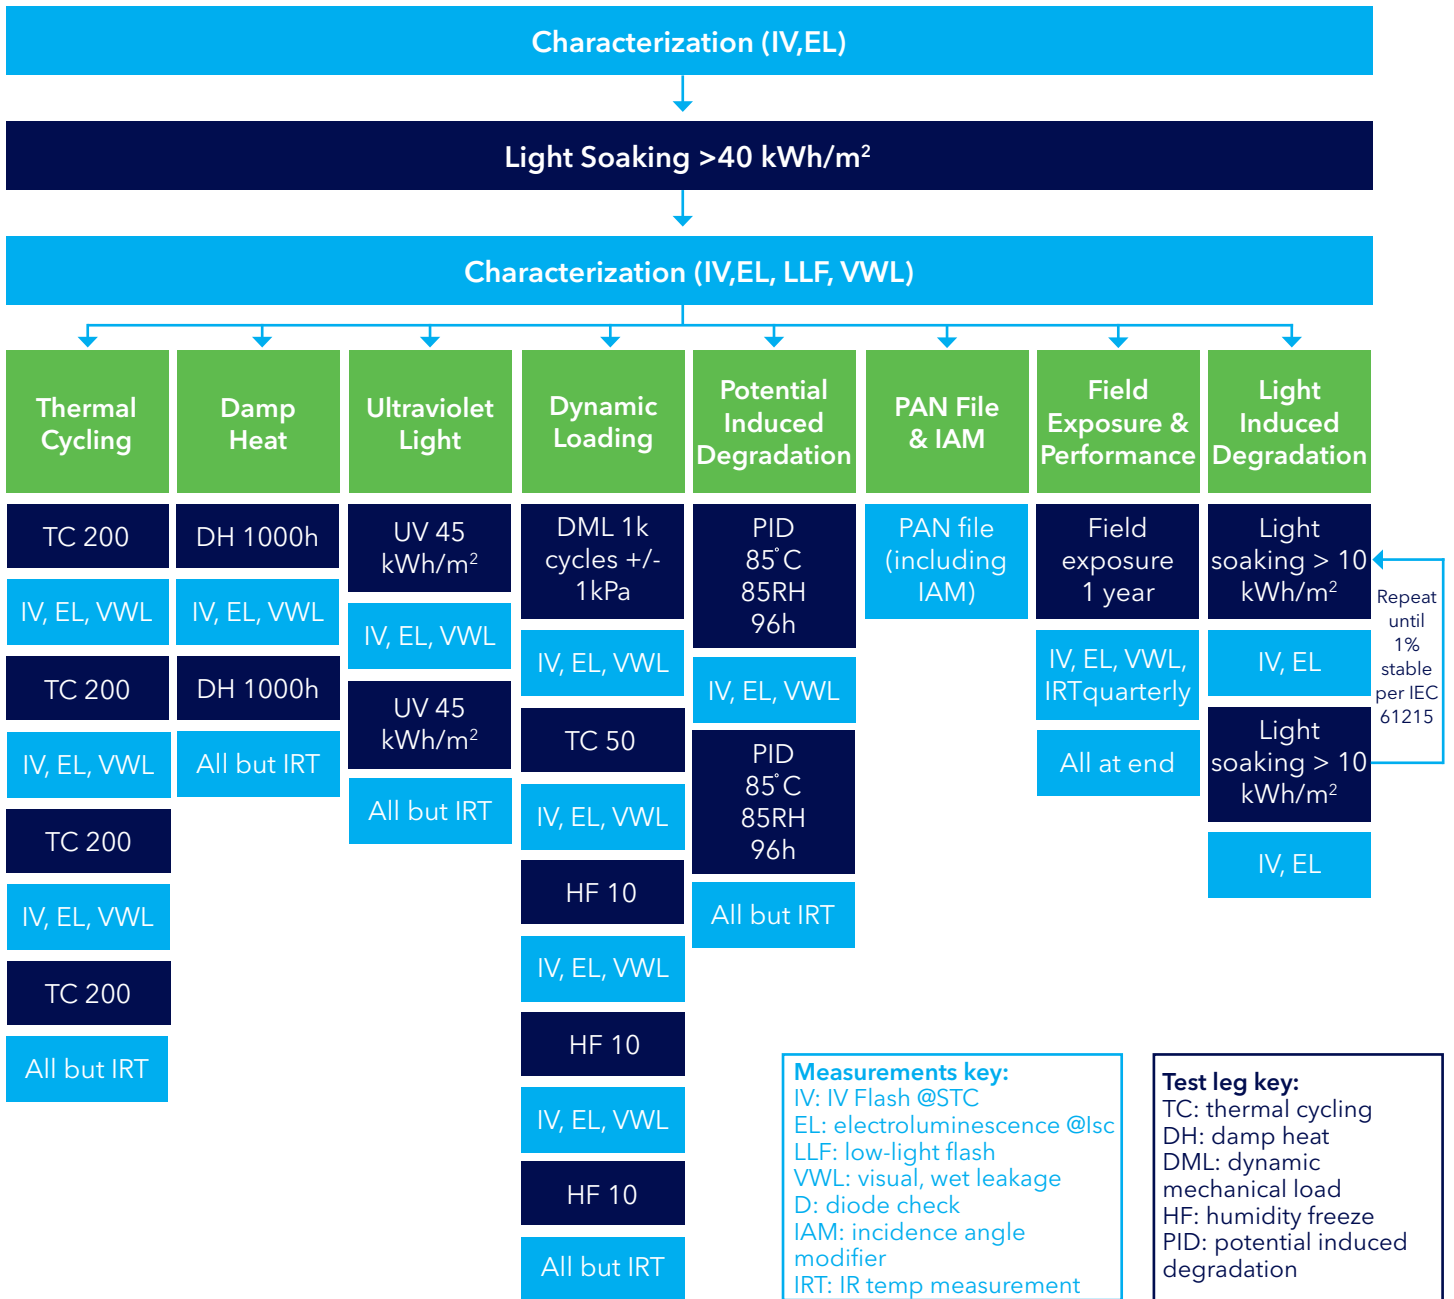 Characterization (IV,EL)
Light Soaking >40 kWh/m²
Characterization (IV,EL, LLF, VWL)
Thermal
Cycling
TC 200
IV, EL, VWL
TC 200
IV, EL, VWL
TC 200
IV, EL, VWL
TC 200
All but IRT
Damp
Heat
DH 1000h
IV, EL, VWL
DH 1000h
All but IRT
Ultraviolet
Light
UV 45
kWh/m²
IV, EL, VWL
UV 45
kWh/m²
All but IRT
Dynamic
Loading
DML 1k
cycles +/-
1kPa
IV, EL, VWL
TC 50
IV, EL, VWL
HF 10
IV, EL, VWL
HF 10
IV, EL, VWL
HF 10
All but IRT
Potential
Induced
Degradation
PID
85°C
85RH
96h
IV, EL, VWL
PID
85°C
85RH
96h
All but IRT
PAN File
& IAM
PAN file
(including
IAM)
Field
Exposure &
Performance
Field
exposure
1 year
IV, EL, VWL,
IRTquarterly
All at end
Light
Induced
Degradation
Light
soaking > 10
kWh/m²
IV, EL
Light
soaking > 10
kWh/m²
IV, EL
Repeat
until
1%
stable
per IEC
61215
Measurements key:
IV: IV Flash @STC
EL: electroluminescence @Isc
LLF: low-light flash
VWL: visual, wet leakage
D: diode check
IAM: incidence angle
modifier
IRT: IR temp measurement
Test leg key:
TC: thermal cycling
DH: damp heat
DML: dynamic
mechanical load
HF: humidity freeze
PID: potential induced
degradation